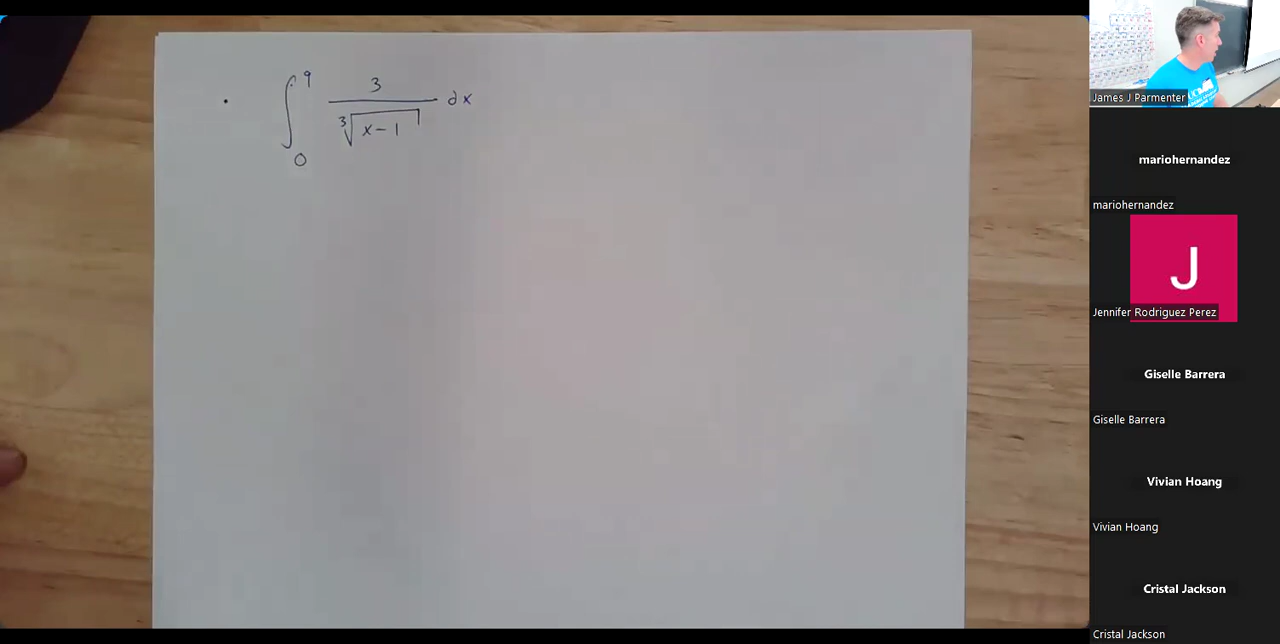 ∫₀⁹ 3/∛(x-1) dx
James J Parmenter
mariohernandez
mariohernandez
J
Jennifer Rodriguez Perez
Giselle Barrera
Giselle Barrera
Vivian Hoang
Vivian Hoang
Cristal Jackson
Cristal Jackson